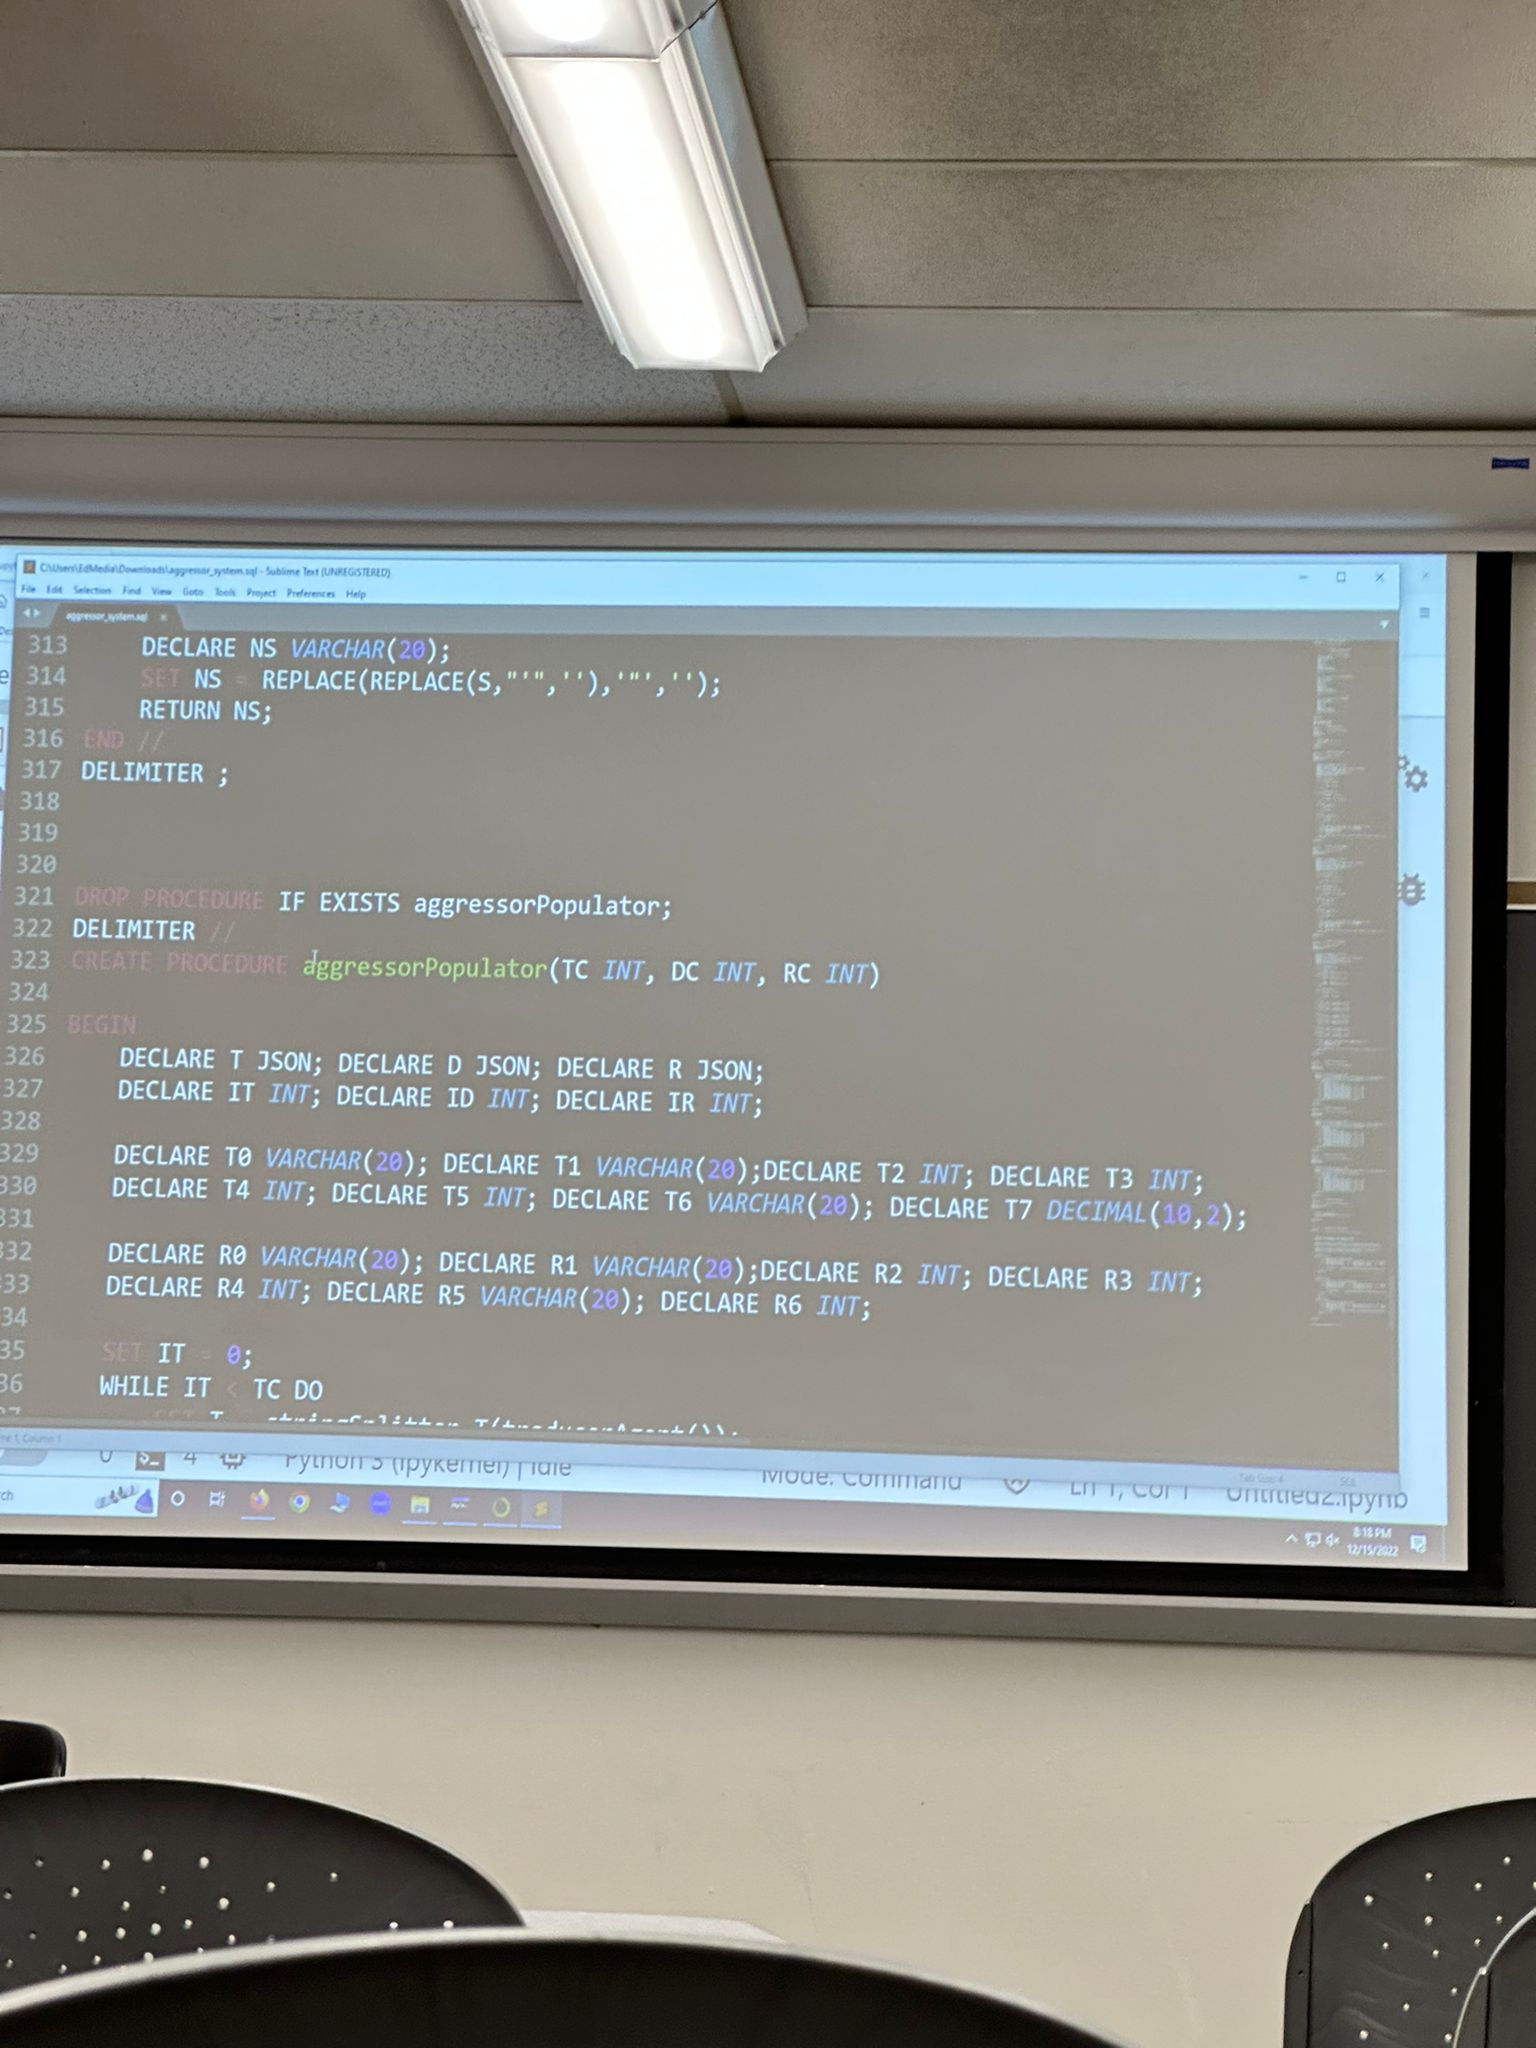 C:\Users\EdMedia\Downloads\aggressor_system.sql - Sublime Text (UNREGISTERED)
File Edit Selection Find View Goto Tools Project Preferences Help
aggressor_system.sql
313 DECLARE NS VARCHAR(20);
314 SET NS = REPLACE(REPLACE(S,"'",''),'"','');
315 RETURN NS;
316 END //
317 DELIMITER ;
318
319
320
321 DROP PROCEDURE IF EXISTS aggressorPopulator;
322 DELIMITER //
323 CREATE PROCEDURE aggressorPopulator(TC INT, DC INT, RC INT)
324
325 BEGIN
326 DECLARE T JSON; DECLARE D JSON; DECLARE R JSON;
327 DECLARE IT INT; DECLARE ID INT; DECLARE IR INT;
328
329 DECLARE T0 VARCHAR(20); DECLARE T1 VARCHAR(20);DECLARE T2 INT; DECLARE T3 INT;
330 DECLARE T4 INT; DECLARE T5 INT; DECLARE T6 VARCHAR(20); DECLARE T7 DECIMAL(10,2);
331
332 DECLARE R0 VARCHAR(20); DECLARE R1 VARCHAR(20);DECLARE R2 INT; DECLARE R3 INT;
333 DECLARE R4 INT; DECLARE R5 VARCHAR(20); DECLARE R6 INT;
34
35 SET IT = 0;
36 WHILE IT < TC DO
Tab Size: 4 SQL
0 4 Python 3 (ipykernel) | Idle Mode: Command Ln 1, Col 1 Untitled2.ipynb
8:18 PM
12/15/2022